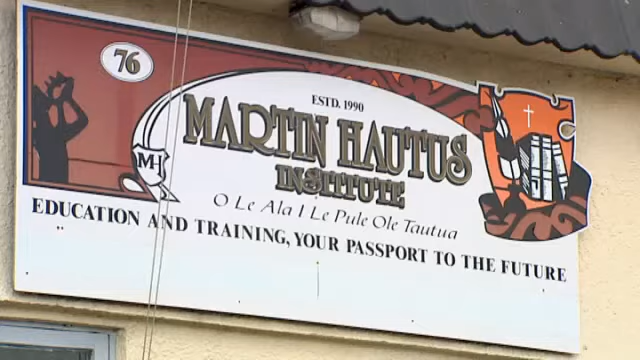 76
ESTD. 1990
MARTIN HAUTUS
INSTITUTE
MH
O Le Ala I Le Pule Ole Tautua
EDUCATION AND TRAINING, YOUR PASSPORT TO THE FUTURE